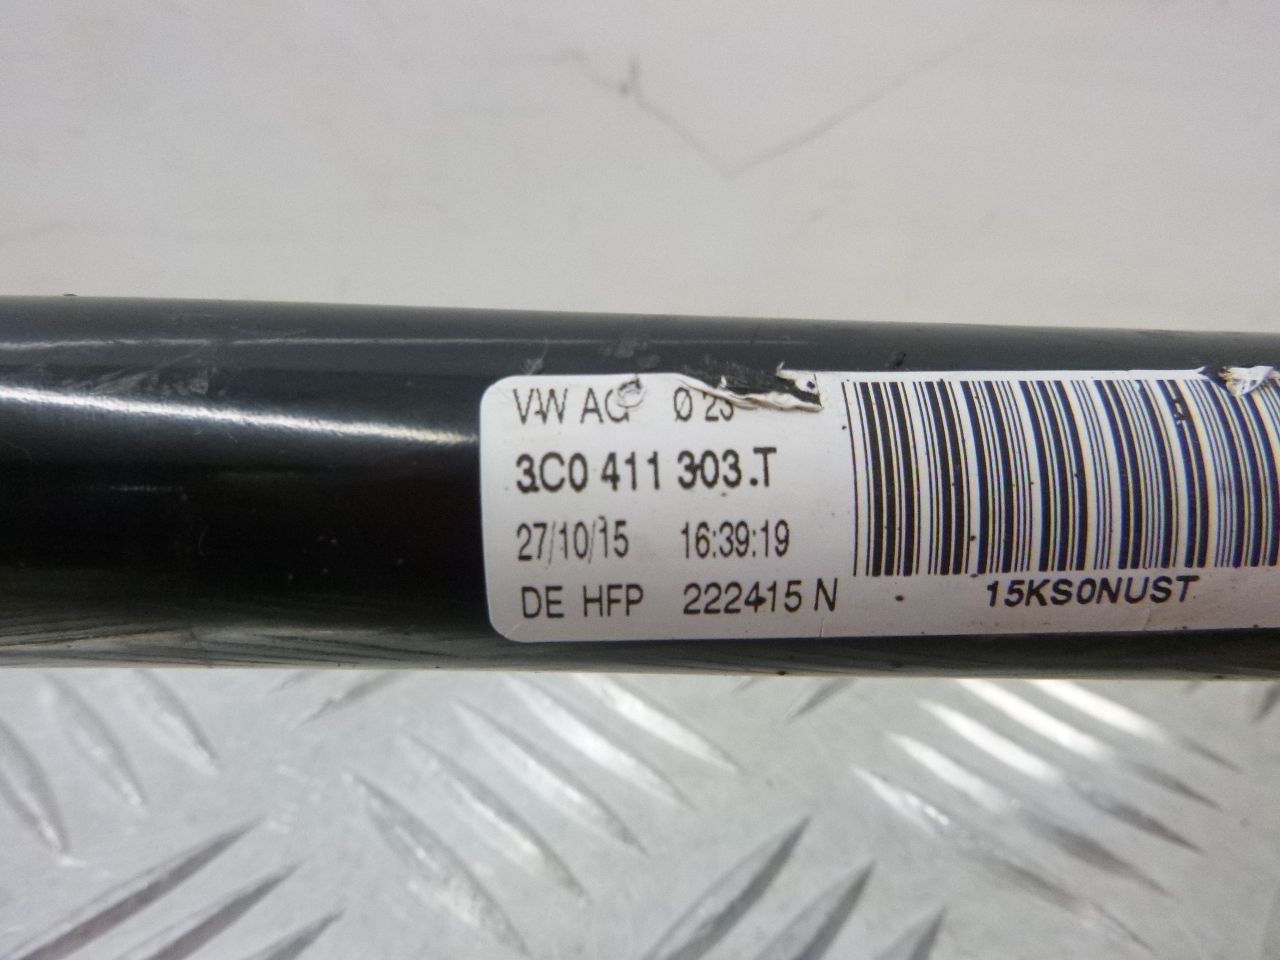 VW AG Ø 23
3C0 411 303.T
27/10/15 16:39:19
DE HFP 222415 N
15KS0NUST